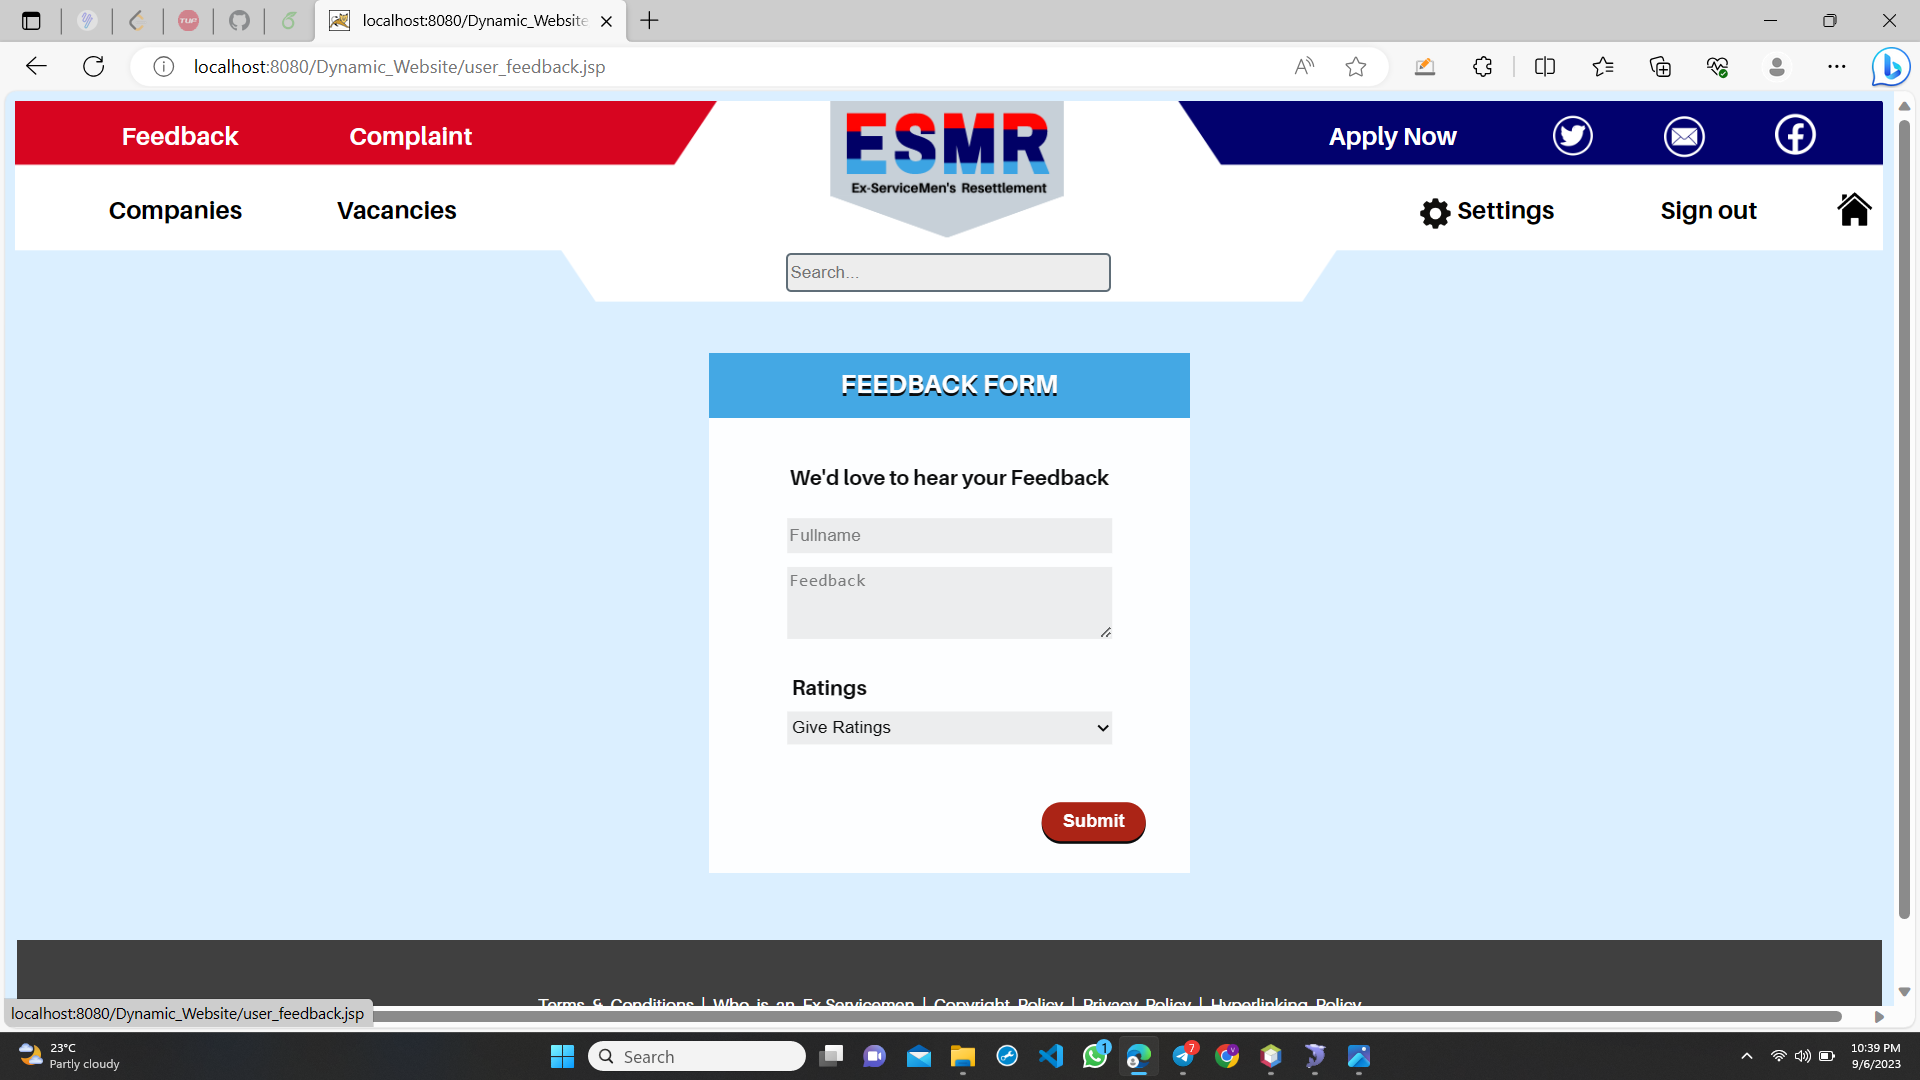 localhost:8080/Dynamic_Website
localhost:8080/Dynamic_Website/user_feedback.jsp
Feedback Complaint
ESMR
Ex-ServiceMen's Resettlement
Apply Now
Companies Vacancies
Settings Sign out
Search...
FEEDBACK FORM
We'd love to hear your Feedback
Fullname
Feedback
Ratings
Give Ratings
Submit
Terms & Conditions | Who is an Ex Servicemen | Copyright Policy | Privacy Policy | Hyperlinking Policy
localhost:8080/Dynamic_Website/user_feedback.jsp
23°C
Partly cloudy
Search
1
7
V
10:39 PM
9/6/2023